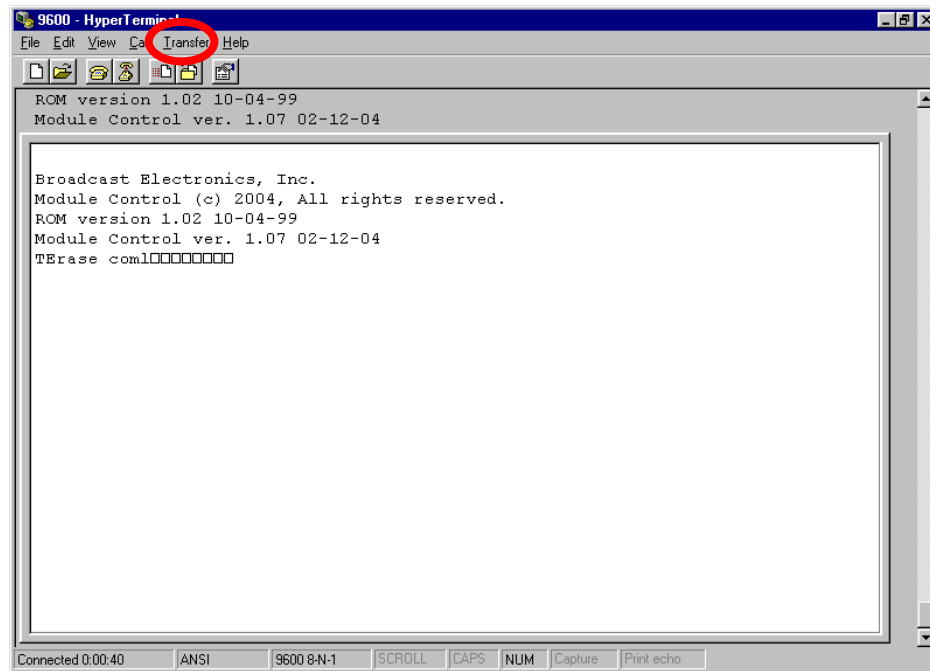 9600 - HyperTerminal
File Edit View Ca Transfer Help
ROM version 1.02 10-04-99
Module Control ver. 1.07 02-12-04
Broadcast Electronics, Inc.
Module Control (c) 2004, All rights reserved.
ROM version 1.02 10-04-99
Module Control ver. 1.07 02-12-04
TErase coml□□□□□□□□
Connected 0:00:40 ANSI 9600 8-N-1 SCROLL CAPS NUM Capture Print echo